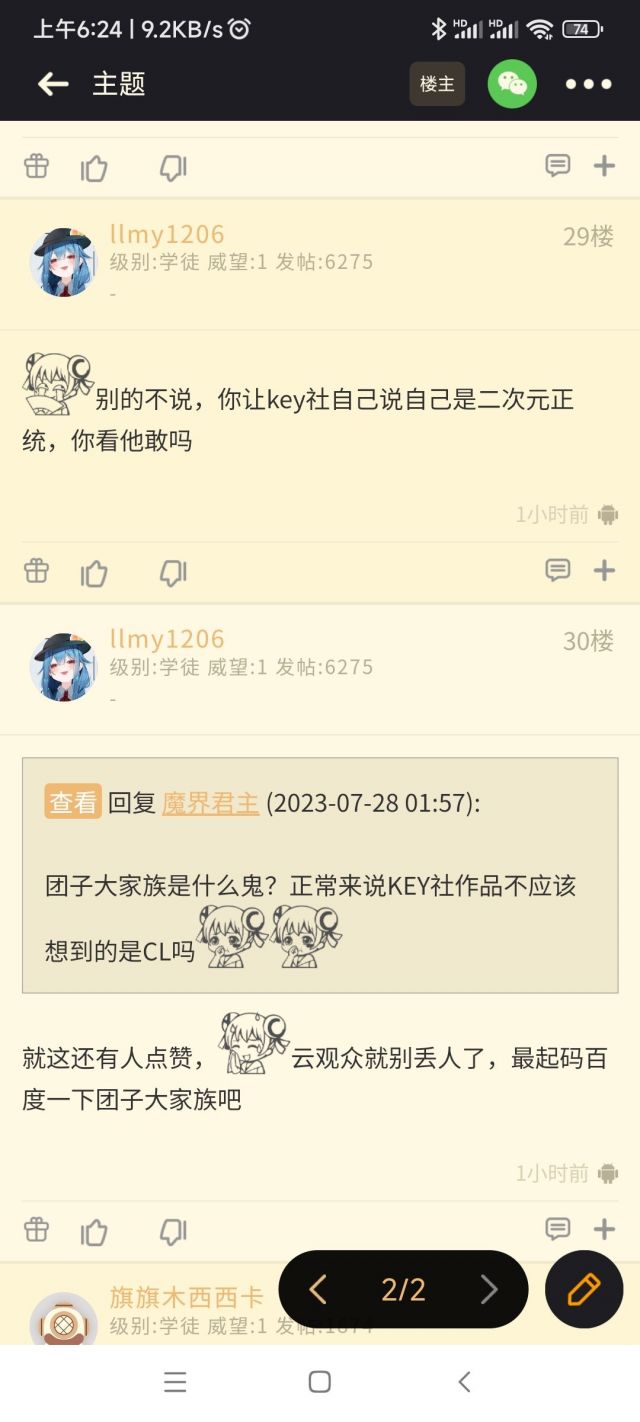 上午6:24 | 9.2KB/s
HD HD 74
主题
楼主
llmy1206
29楼
级别:学徒 威望:1 发帖:6275
-
别的不说，你让key社自己说自己是二次元正
统，你看他敢吗
1小时前
llmy1206
30楼
级别:学徒 威望:1 发帖:6275
-
查看 回复 魔界君主 (2023-07-28 01:57):
团子大家族是什么鬼？正常来说KEY社作品不应该
想到的是CL吗
就这还有人点赞，云观众就别丢人了，最起码百
度一下团子大家族吧
1小时前
旗旗木西西卡
级别:学徒 威望:1 发帖:1674
2/2